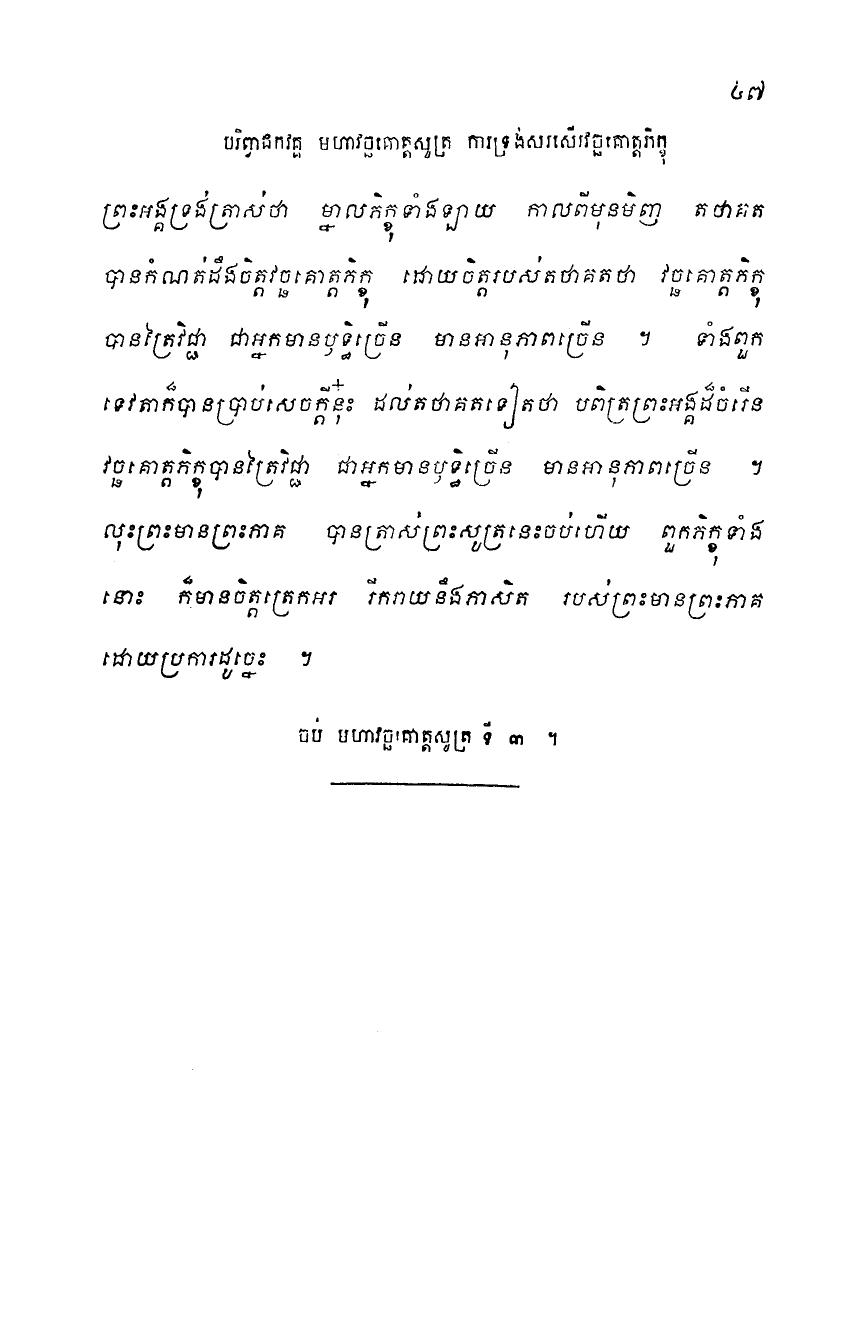 ៤៧
បរិព្វាជកវគ្គ មហាវច្ឆគោត្តសូត្រ ការទ្រង់សរសើរវច្ឆគោត្តភិក្ខុ
ព្រះអង្គទ្រង់ត្រាស់ថា ម្នាលភិក្ខុទាំងឡាយ កាលពីមុនមិញ តថាគត
បានកំណត់ដឹងចិត្តវច្ឆគោត្តភិក្ខុ ដោយចិត្តរបស់តថាគតថា វច្ឆគោត្តភិក្ខុ
បានត្រៃវិជ្ជា ជាអ្នកមានឫទ្ធិច្រើន មានអានុភាពច្រើន ។ ទាំងពួក
ទេវតាក៏បានប្រាប់សេចក្តីនុ៎ះ ដល់តថាគតទៀតថា បពិត្រព្រះអង្គដ៏ចំរើន
វច្ឆគោត្តភិក្ខុបានត្រៃវិជ្ជា ជាអ្នកមានឫទ្ធិច្រើន មានអានុភាពច្រើន ។
លុះព្រះមានព្រះភាគ បានត្រាស់ព្រះសូត្រនេះចប់ហើយ ពួកភិក្ខុទាំង
នោះ ក៏មានចិត្តត្រេកអរ រីករាយនឹងភាសិត របស់ព្រះមានព្រះភាគ
ដោយប្រការដូច្នេះ ។
ចប់ មហាវច្ឆគោត្តសូត្រ ទី ៣ ។